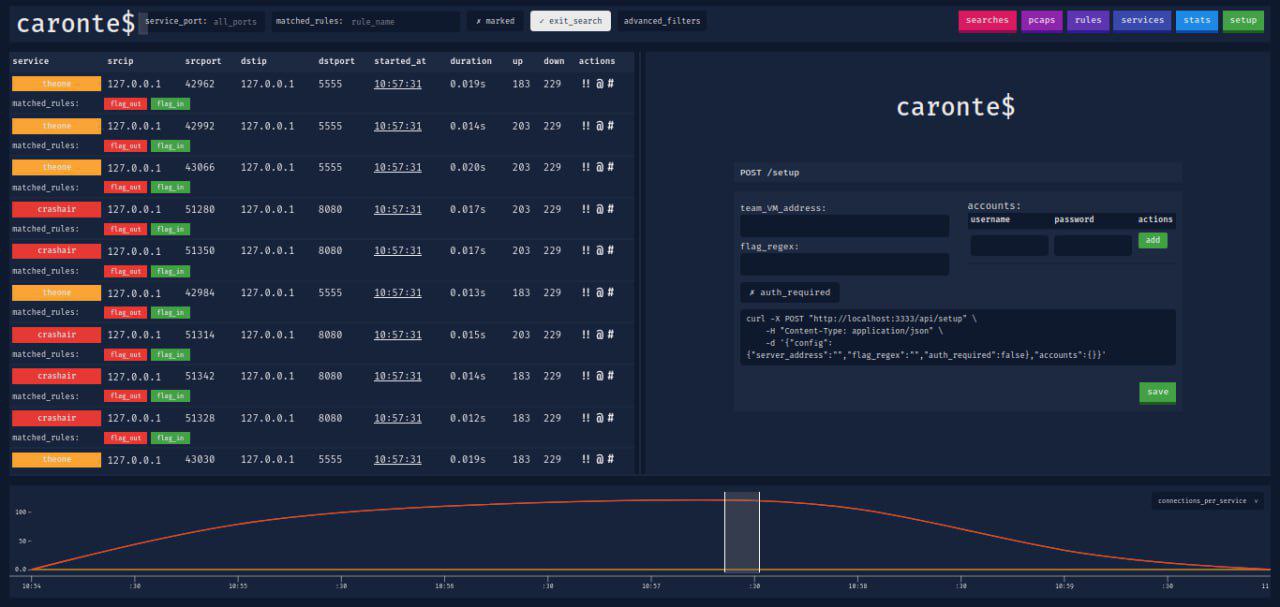 caronte$ service_port: all_ports matched_rules: rule_name ✗ marked ✓ exit_search advanced_filters searches pcaps rules services stats setup
service srcip srcport dstip dstport started_at duration up down actions
theone 127.0.0.1 42962 127.0.0.1 5555 10:57:31 0.019s 183 229 !! @ #
matched_rules: flag_out flag_in
theone 127.0.0.1 42992 127.0.0.1 5555 10:57:31 0.014s 203 229 !! @ #
matched_rules: flag_out flag_in
theone 127.0.0.1 43066 127.0.0.1 5555 10:57:31 0.020s 203 229 !! @ #
matched_rules: flag_out flag_in
crashair 127.0.0.1 51280 127.0.0.1 8080 10:57:31 0.017s 203 229 !! @ #
matched_rules: flag_out flag_in
crashair 127.0.0.1 51350 127.0.0.1 8080 10:57:31 0.017s 203 229 !! @ #
matched_rules: flag_out flag_in
theone 127.0.0.1 42984 127.0.0.1 5555 10:57:31 0.013s 183 229 !! @ #
matched_rules: flag_out flag_in
crashair 127.0.0.1 51314 127.0.0.1 8080 10:57:31 0.015s 183 229 !! @ #
matched_rules: flag_out flag_in
crashair 127.0.0.1 51342 127.0.0.1 8080 10:57:31 0.014s 183 229 !! @ #
matched_rules: flag_out flag_in
crashair 127.0.0.1 51328 127.0.0.1 8080 10:57:31 0.012s 183 229 !! @ #
matched_rules: flag_out flag_in
theone 127.0.0.1 43030 127.0.0.1 5555 10:57:31 0.019s 183 229 !! @ #
caronte$
POST /setup
team_VM_address:
flag_regex:
✗ auth_required
accounts:
username password actions
add
curl -X POST "http://localhost:3333/api/setup" \
-H "Content-Type: application/json" \
-d '{"config":
{"server_address":"","flag_regex":"","auth_required":false},"accounts":{}}'
save
connections_per_service
100
50
0.0
10:54 :30 10:55 :30 10:56 :30 10:57 :30 10:58 :30 10:59 :30 11